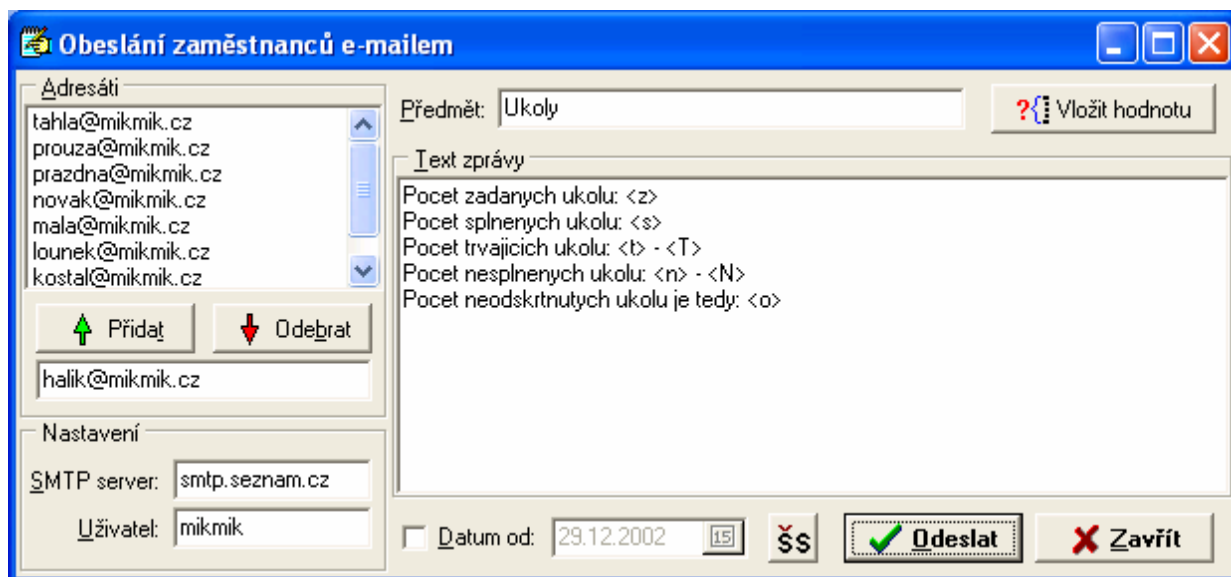 Obeslání zaměstnanců e-mailem
Adresáti
tahla@mikmik.cz
prouza@mikmik.cz
prazdna@mikmik.cz
novak@mikmik.cz
mala@mikmik.cz
lounek@mikmik.cz
kostal@mikmik.cz
Přidat
Odebrat
halik@mikmik.cz
Nastavení
SMTP server: smtp.seznam.cz
Uživatel: mikmik
Předmět: Ukoly
?{ Vložit hodnotu
Text zprávy
Pocet zadanych ukolu: <z>
Pocet splnenych ukolu: <s>
Pocet trvajicich ukolu: <t> - <T>
Pocet nesplnenych ukolu: <n> - <N>
Pocet neodskrtnutych ukolu je tedy: <o>
Datum od: 29.12.2002 15
šs
Odeslat
Zavřít